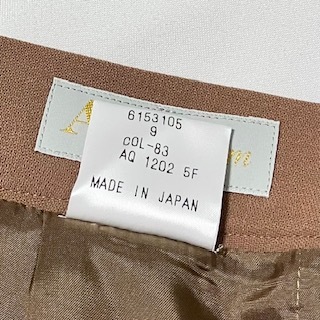 6153105
9
COL-83
AQ 1202 5F
MADE IN JAPAN